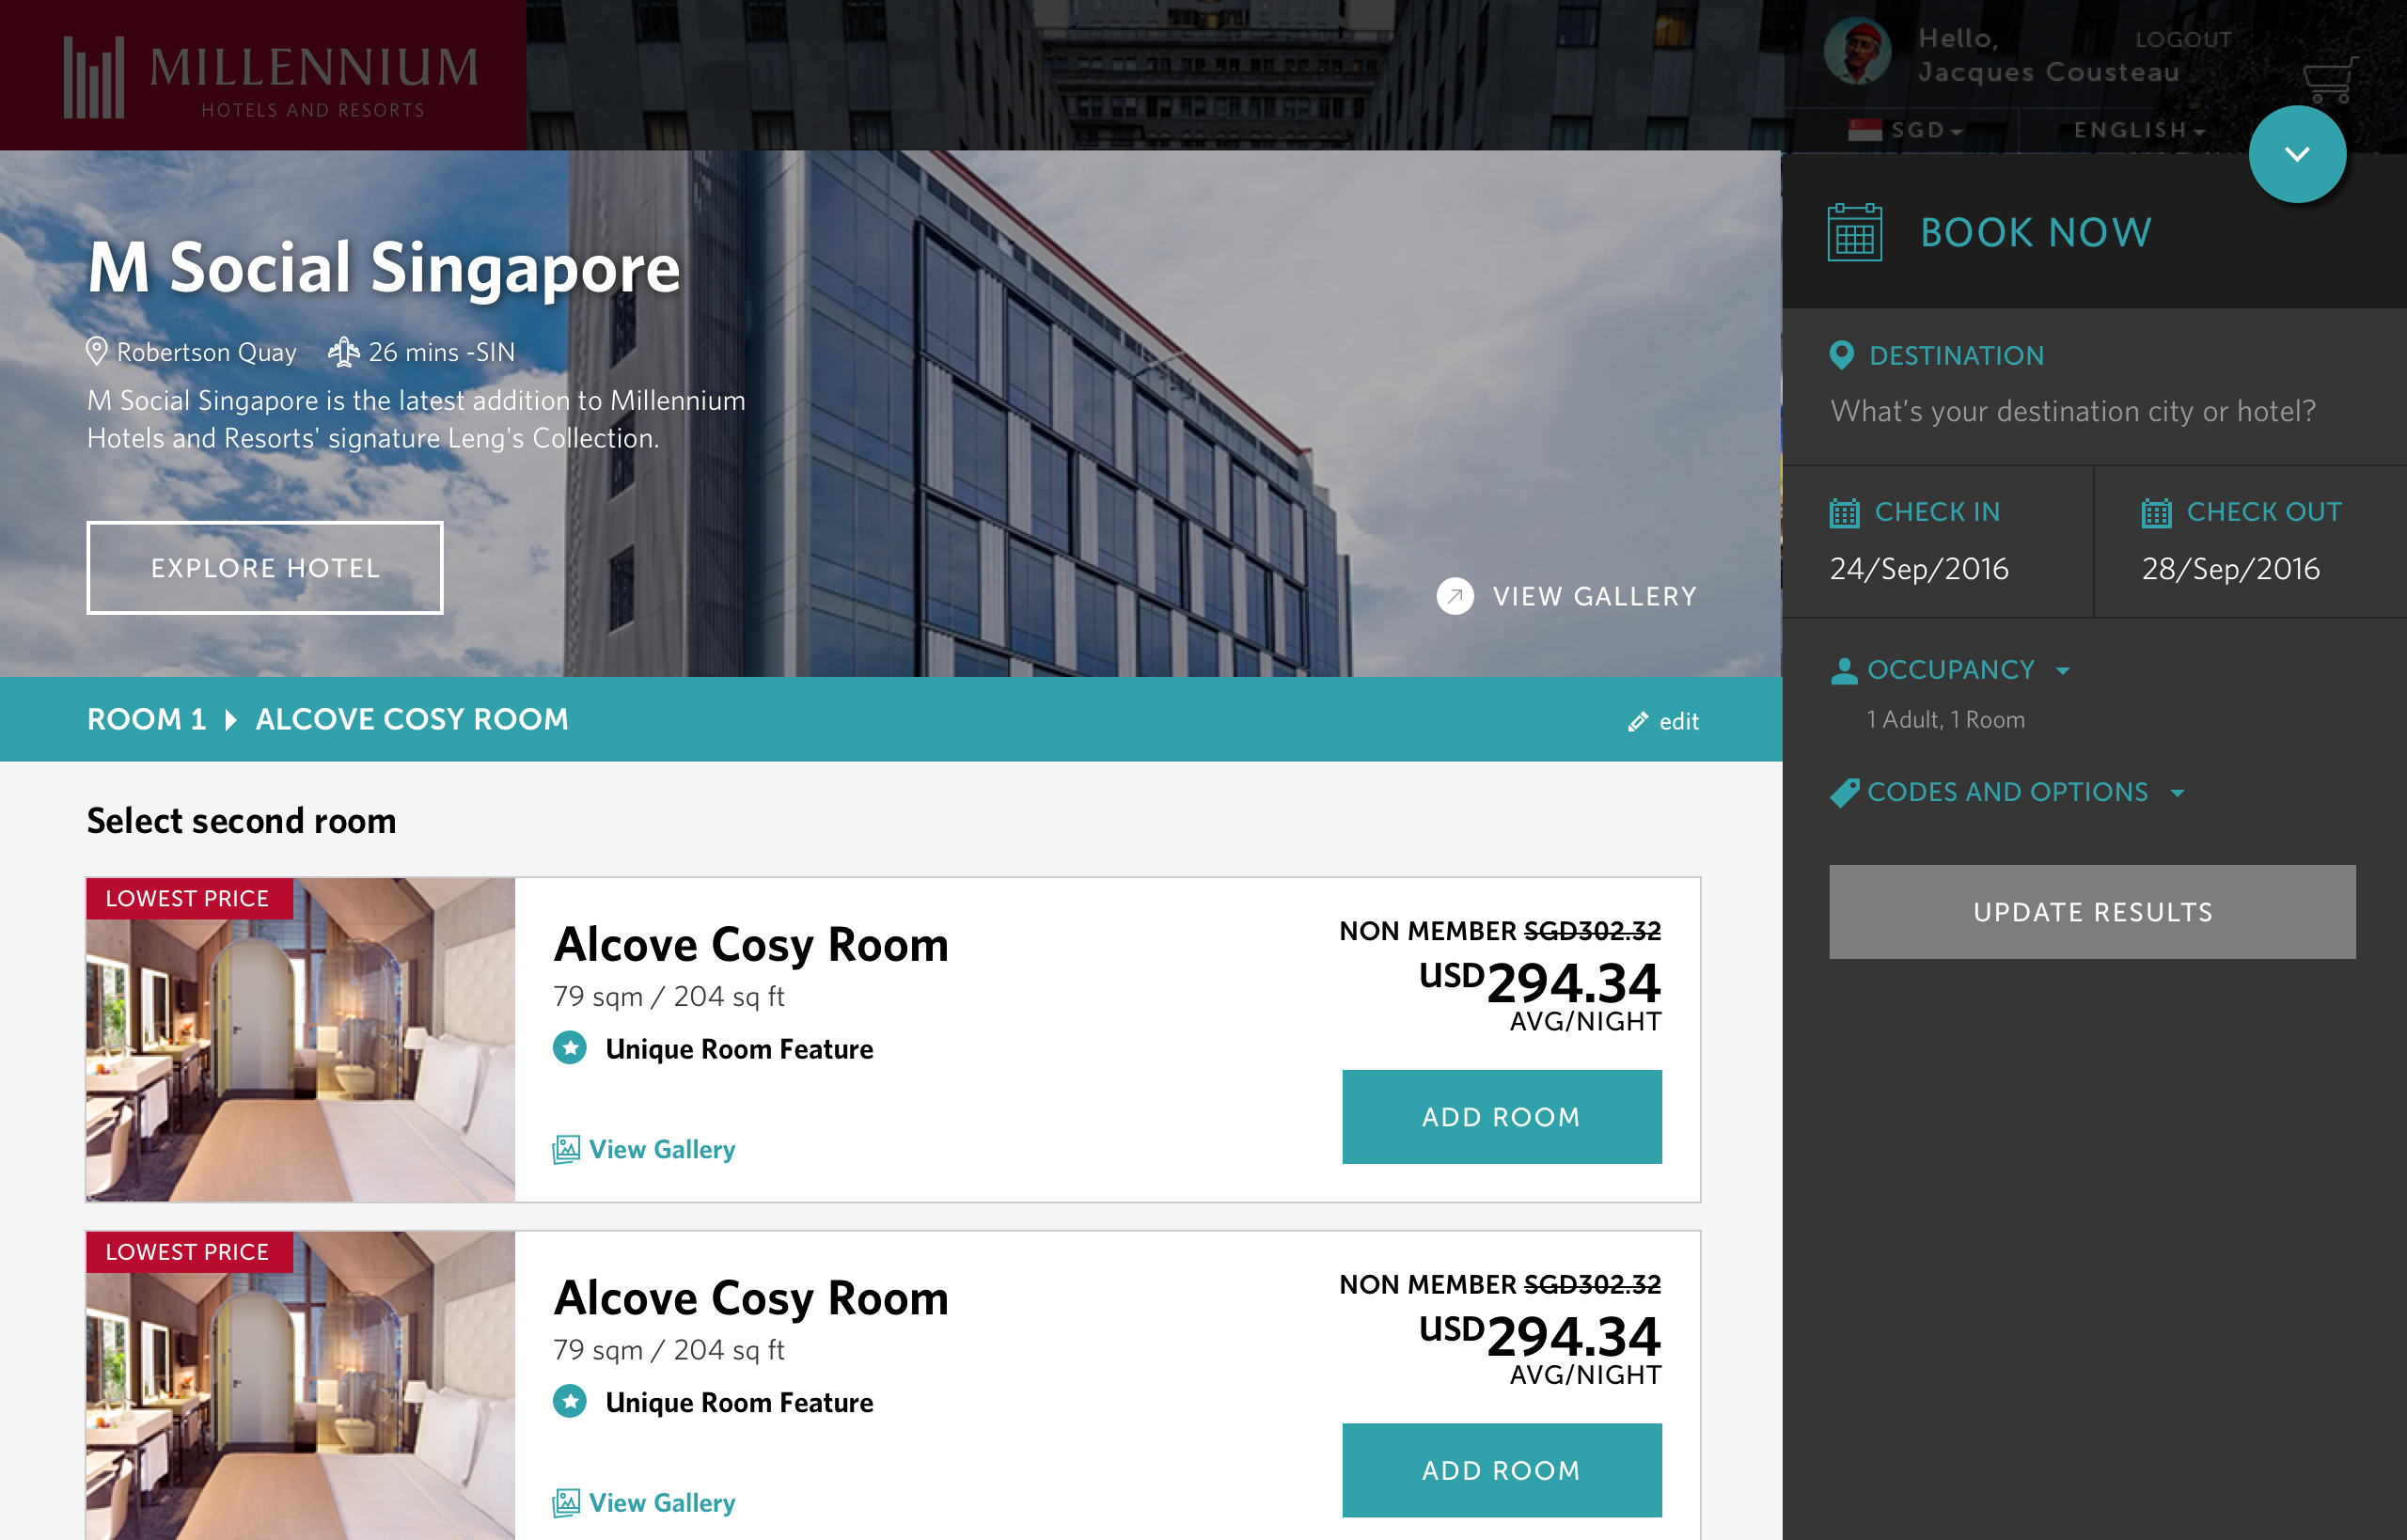 MILLENNIUM
HOTELS AND RESORTS
Hello,
Jacques Cousteau
LOGOUT
SGD
ENGLISH
M Social Singapore
Robertson Quay
26 mins -SIN
M Social Singapore is the latest addition to Millennium
Hotels and Resorts' signature Leng's Collection.
EXPLORE HOTEL
VIEW GALLERY
ROOM 1
ALCOVE COSY ROOM
edit
Select second room
LOWEST PRICE
Alcove Cosy Room
79 sqm / 204 sq ft
Unique Room Feature
View Gallery
NON MEMBER SGD302.32
USD294.34
AVG/NIGHT
ADD ROOM
LOWEST PRICE
Alcove Cosy Room
79 sqm / 204 sq ft
Unique Room Feature
View Gallery
NON MEMBER SGD302.32
USD294.34
AVG/NIGHT
ADD ROOM
BOOK NOW
DESTINATION
What's your destination city or hotel?
CHECK IN
24/Sep/2016
CHECK OUT
28/Sep/2016
OCCUPANCY
1 Adult, 1 Room
CODES AND OPTIONS
UPDATE RESULTS